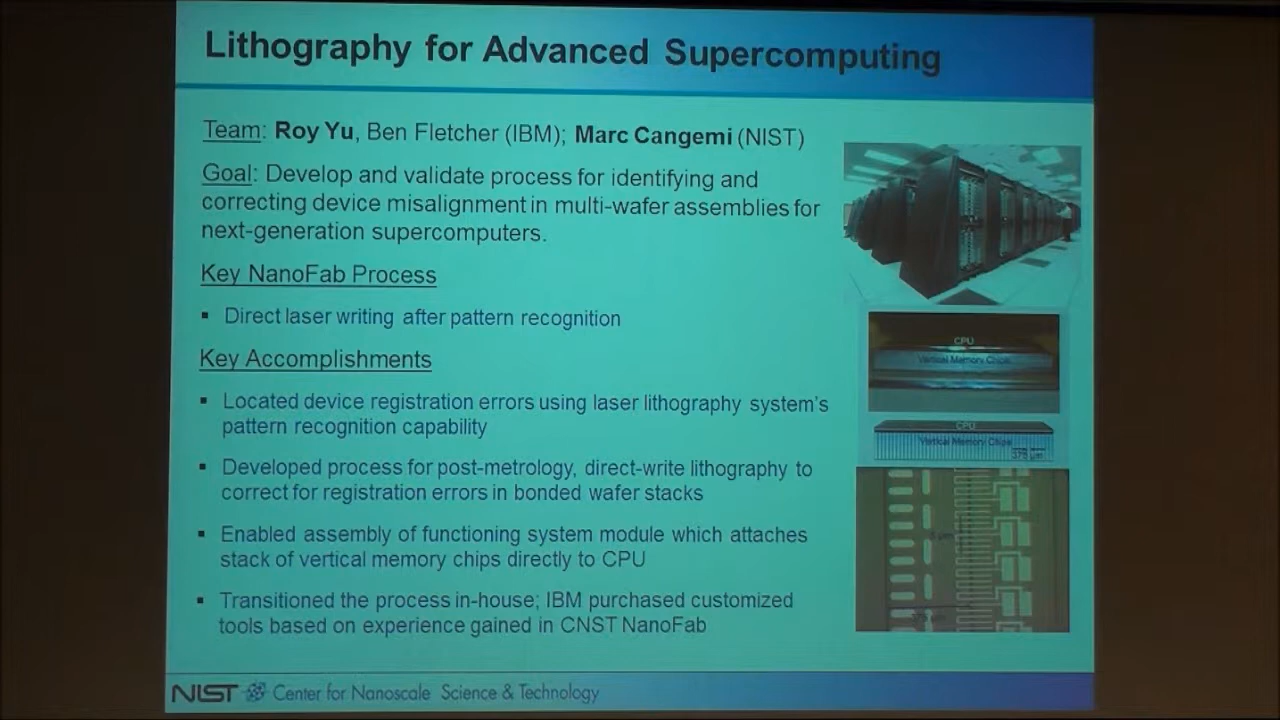 Lithography for Advanced Supercomputing
Team: Roy Yu, Ben Fletcher (IBM); Marc Cangemi (NIST)
Goal: Develop and validate process for identifying and
correcting device misalignment in multi-wafer assemblies for
next-generation supercomputers.
Key NanoFab Process
▪ Direct laser writing after pattern recognition
Key Accomplishments
▪ Located device registration errors using laser lithography system's
pattern recognition capability
▪ Developed process for post-metrology, direct-write lithography to
correct for registration errors in bonded wafer stacks
▪ Enabled assembly of functioning system module which attaches
stack of vertical memory chips directly to CPU
▪ Transitioned the process in-house; IBM purchased customized
tools based on experience gained in CNST NanoFab
CPU
Vertical Memory Chips
CPU
Vertical Memory Chips
375 µm
NIST Center for Nanoscale Science & Technology